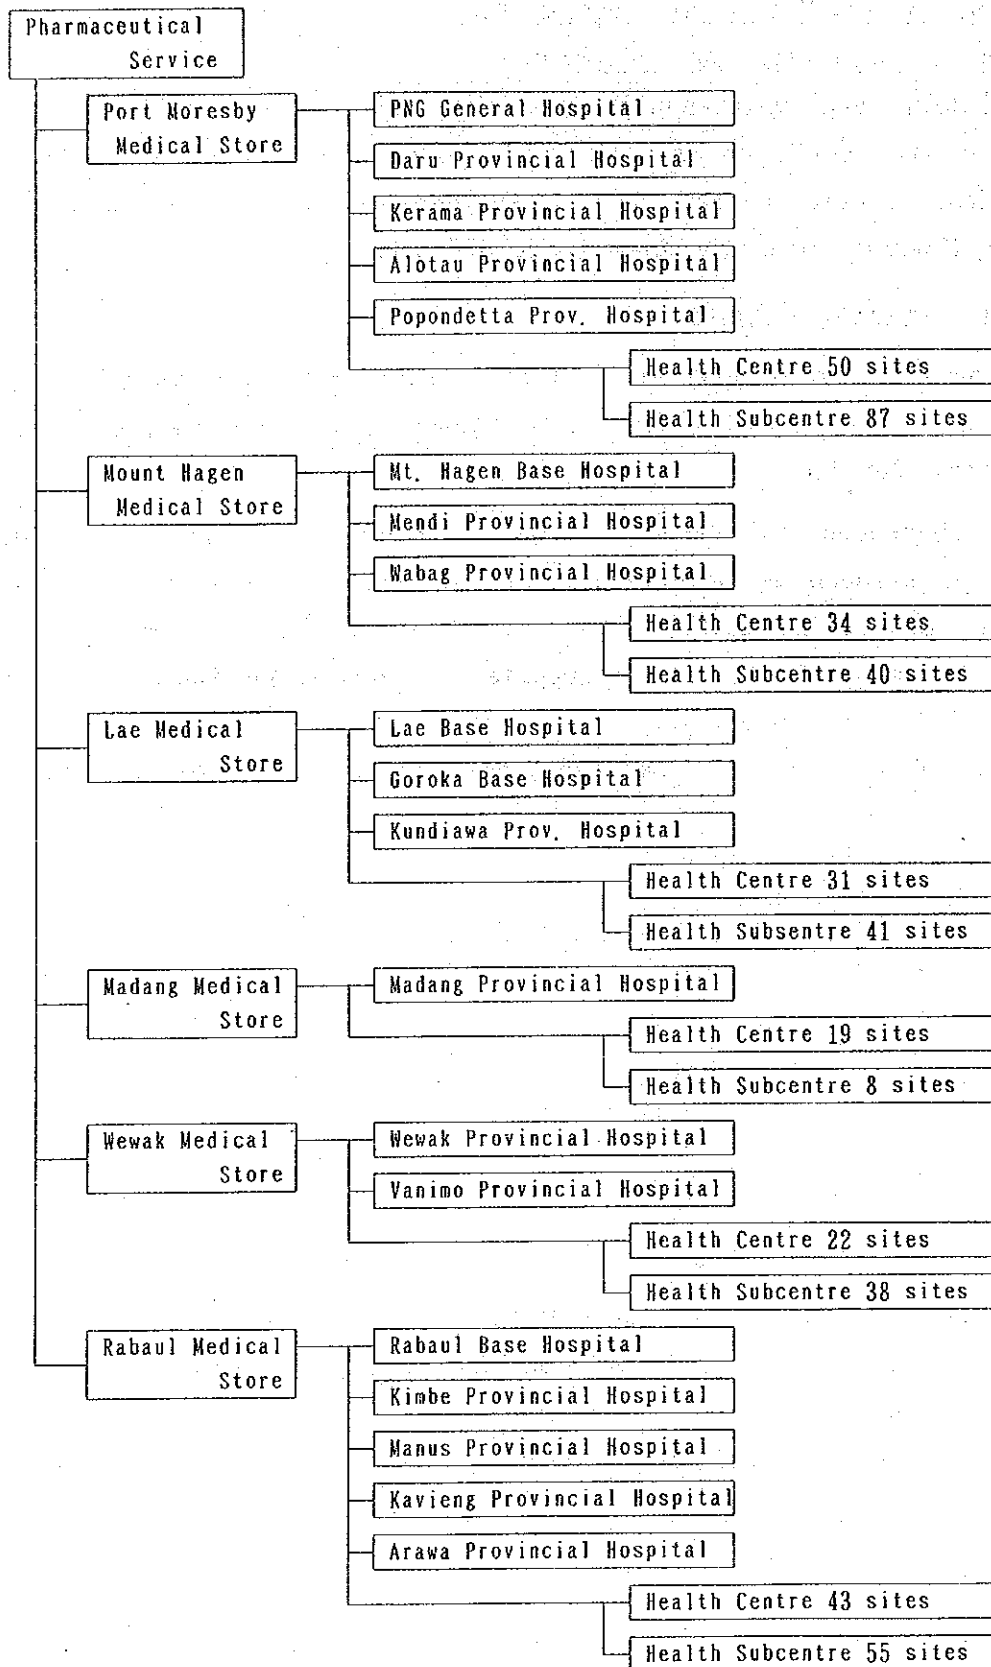 Pharmaceutical
Service
Port Moresby
Medical Store
PNG General Hospital
Daru Provincial Hospital
Kerama Provincial Hospital
Alotau Provincial Hospital
Popondetta Prov. Hospital
Health Centre 50 sites
Health Subcentre 87 sites
Mount Hagen
Medical Store
Mt. Hagen Base Hospital
Mendi Provincial Hospital
Wabag Provincial Hospital
Health Centre 34 sites
Health Subcentre 40 sites
Lae Medical
Store
Lae Base Hospital
Goroka Base Hospital
Kundiawa Prov. Hospital
Health Centre 31 sites
Health Subsentre 41 sites
Madang Medical
Store
Madang Provincial Hospital
Health Centre 19 sites
Health Subcentre 8 sites
Wewak Medical
Store
Wewak Provincial Hospital
Vanimo Provincial Hospital
Health Centre 22 sites
Health Subcentre 38 sites
Rabaul Medical
Store
Rabaul Base Hospital
Kimbe Provincial Hospital
Manus Provincial Hospital
Kavieng Provincial Hospital
Arawa Provincial Hospital
Health Centre 43 sites
Health Subcentre 55 sites